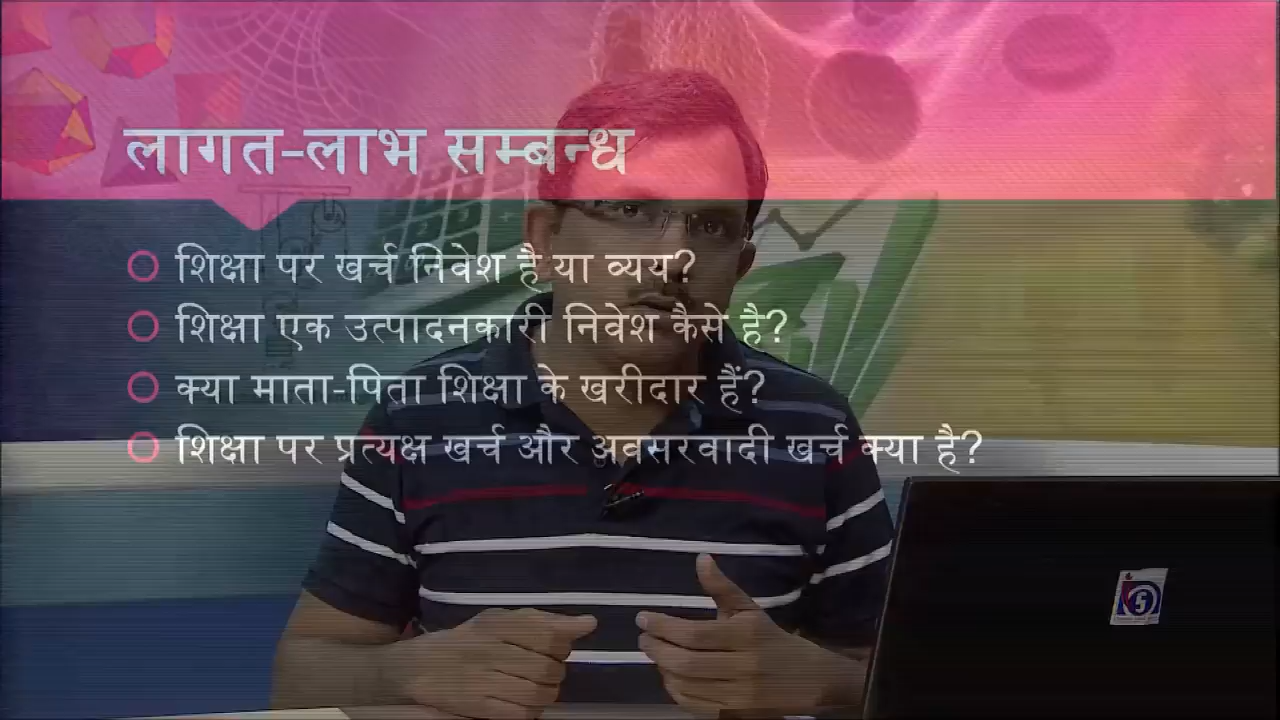 लागत-लाभ सम्बन्ध
शिक्षा पर खर्च निवेश है या व्यय?
शिक्षा एक उत्पादनकारी निवेश कैसे है?
क्या माता-पिता शिक्षा के खरीदार हैं?
शिक्षा पर प्रत्यक्ष खर्च और अवसरवादी खर्च क्या है?